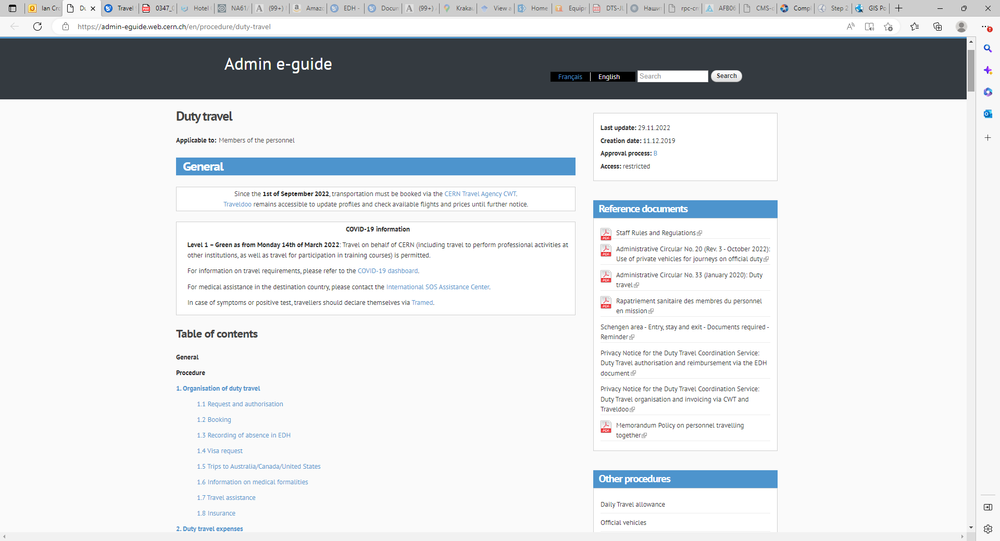 Ian Cro
Du
Travel
0347_0
Hotel
NA61/
(99+)
Amazo
EDH -
Docum
(99+)
Krakau
View a
Home
Equip
DTS-JL
Нашит
rpc-cm
AFB06
CMS-d
Compl
Step 2
GIS Po
https://admin-eguide.web.cern.ch/en/procedure/duty-travel
Admin e-guide
Français
English
Search
Search
Duty travel
Applicable to: Members of the personnel
General
Since the 1st of September 2022, transportation must be booked via the CERN Travel Agency CWT.
Traveldoo remains accessible to update profiles and check available flights and prices until further notice.
COVID-19 information
Level 1 – Green as from Monday 14th of March 2022: Travel on behalf of CERN (including travel to perform professional activities at
other institutions, as well as travel for participation in training courses) is permitted.
For information on travel requirements, please refer to the COVID-19 dashboard.
For medical assistance in the destination country, please contact the International SOS Assistance Center.
In case of symptoms or positive test, travellers should declare themselves via Tramed.
Table of contents
General
Procedure
1. Organisation of duty travel
1.1 Request and authorisation
1.2 Booking
1.3 Recording of absence in EDH
1.4 Visa request
1.5 Trips to Australia/Canada/United States
1.6 Information on medical formalities
1.7 Travel assistance
1.8 Insurance
2. Duty travel expenses
Last update: 29.11.2022
Creation date: 11.12.2019
Approval process: B
Access: restricted
Reference documents
Staff Rules and Regulations
Administrative Circular No. 20 (Rev. 3 - October 2022):
Use of private vehicles for journeys on official duty
Administrative Circular No. 33 (January 2020): Duty
travel
Rapatriement sanitaire des membres du personnel
en mission
Schengen area - Entry, stay and exit - Documents required -
Reminder
Privacy Notice for the Duty Travel Coordination Service:
Duty Travel authorisation and reimbursement via the EDH
document
Privacy Notice for the Duty Travel Coordination Service:
Duty Travel organisation and invoicing via CWT and
Traveldoo
Memorandum Policy on personnel travelling
together
Other procedures
Daily Travel allowance
Official vehicles